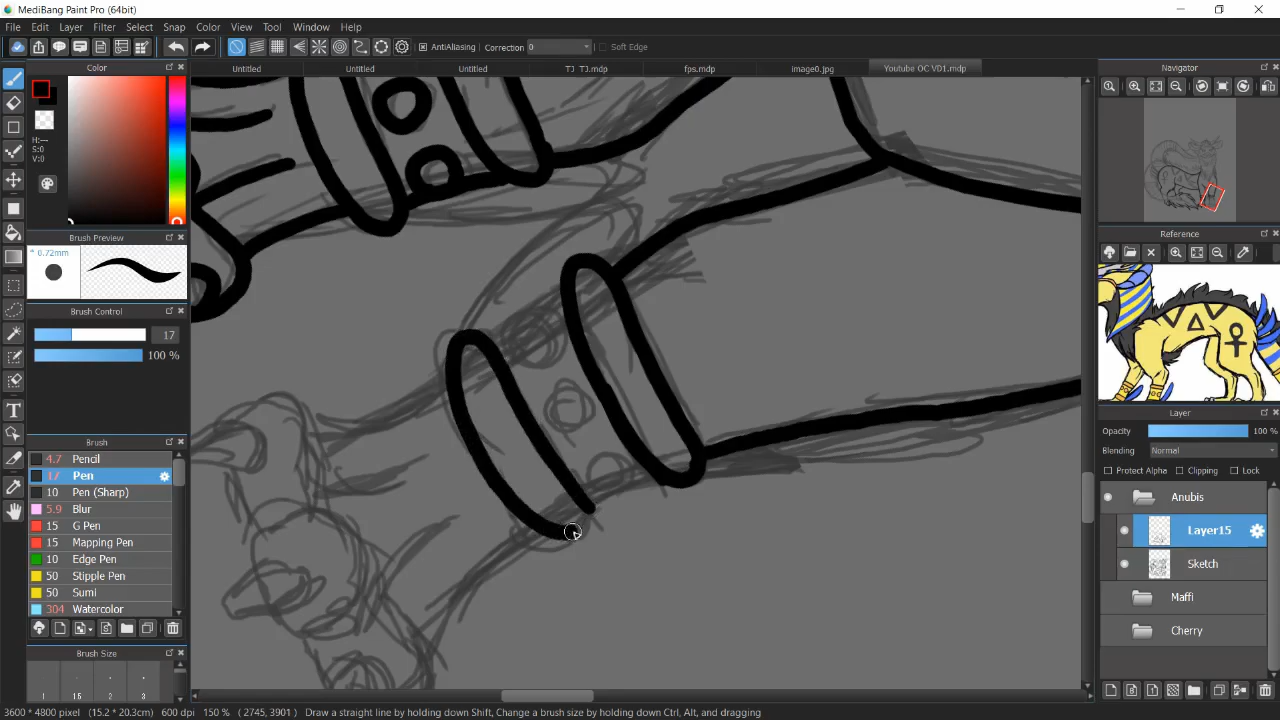 MediBang Paint Pro (64bit)
File Edit Layer Filter Select Snap Color View Tool Window Help
AntiAliasing Correction 0 Soft Edge
Untitled Untitled Untitled TJ TJ.mdp fps.mdp image0.jpg Youtube OC VD1.mdp
Color
H:---
S:0
V:0
Brush Preview
* 0.72mm
Brush Control
17
100 %
Brush
4.7 Pencil
17 Pen
10 Pen (Sharp)
5.9 Blur
15 G Pen
15 Mapping Pen
10 Edge Pen
50 Stipple Pen
50 Sumi
304 Watercolor
Brush Size
1 15 2 3
Navigator
Reference
Layer
Opacity 100 %
Blending Normal
Protect Alpha Clipping Lock
Anubis
Layer15
Sketch
Maffi
Cherry
3600 * 4800 pixel (15.2 * 20.3cm) 600 dpi 150 % ( 2745, 3901 ) Draw a straight line by holding down Shift, Change a brush size by holding down Ctrl, Alt, and dragging